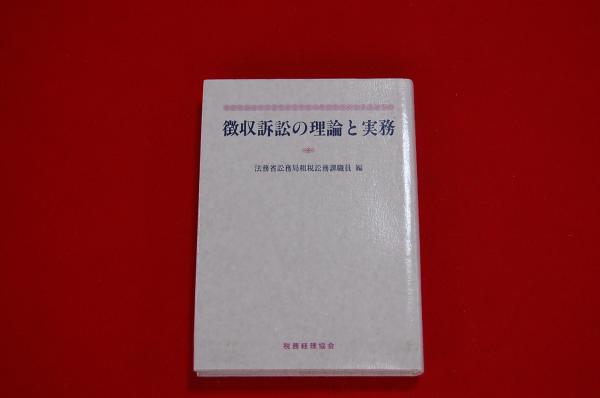 徴収訴訟の理論と実務
法務省訟務局租税訟務課職員 編
税務経理協会